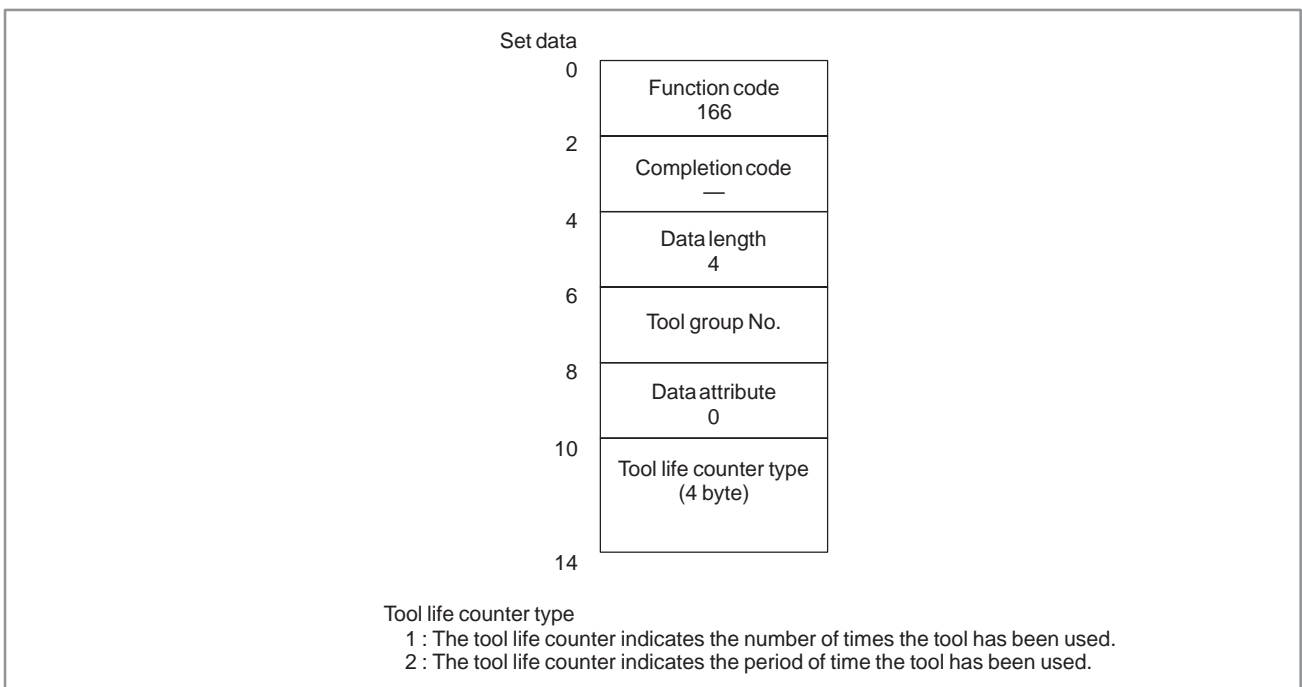 Set data
0
Function code
166
2
Completion code
—
4
Data length
4
6
Tool group No.
8
Data attribute
0
10
Tool life counter type
(4 byte)
14
Tool life counter type
1 : The tool life counter indicates the number of times the tool has been used.
2 : The tool life counter indicates the period of time the tool has been used.